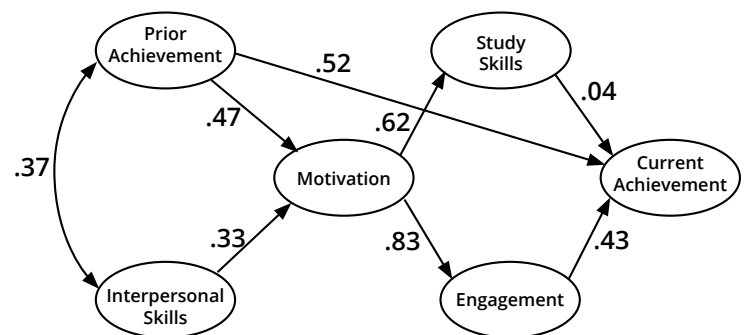 Prior
Achievement
Study
Skills
.52
.04
.47
.62
.37
Motivation
Current
Achievement
.33
.83
.43
Interpersonal
Skills
Engagement